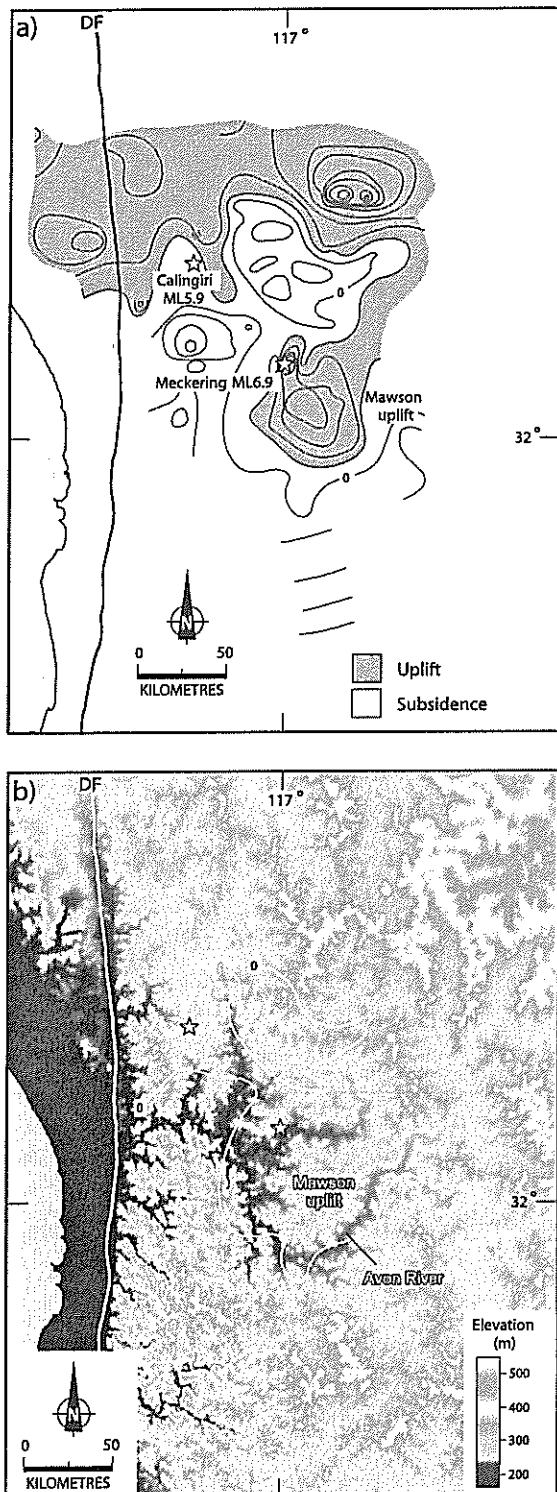 a)
DF
117°
Calingiri
ML5.9
0
Meckering ML6.9
Mawson
uplift
32°
0
N
0 50
KILOMETRES
Uplift
Subsidence
b)
DF
117°
0
0
Mawson
uplift
32°
Avon River
Elevation
(m)
500
400
300
200
N
0 50
KILOMETRES